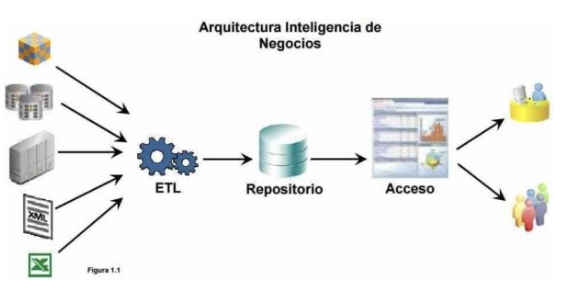 Arquitectura Inteligencia de
Negocios
XML
ETL
Repositorio
Acceso
Figura 1.1